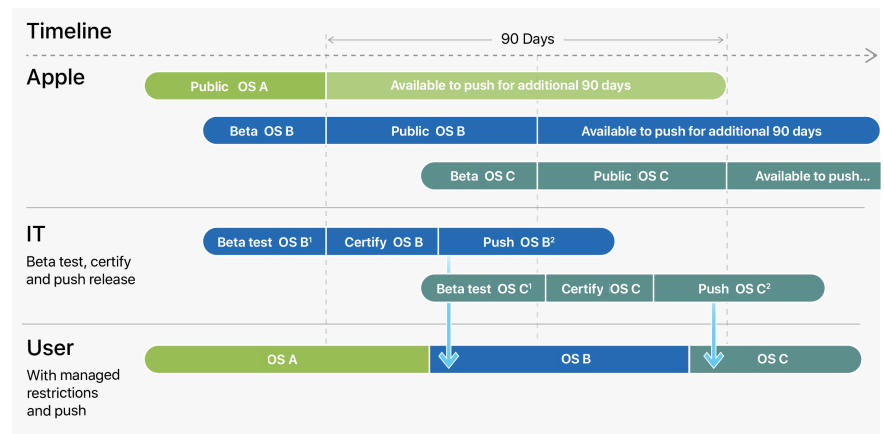 Timeline
90 Days
Apple
Public OS A
Available to push for additional 90 days
Beta OS B
Public OS B
Available to push for additional 90 days
Beta OS C
Public OS C
Available to push...
IT
Beta test, certify
and push release
Beta test OS B¹
Certify OS B
Push OS B²
Beta test OS C¹
Certify OS C
Push OS C²
User
With managed
restrictions
and push
OS A
OS B
OS C